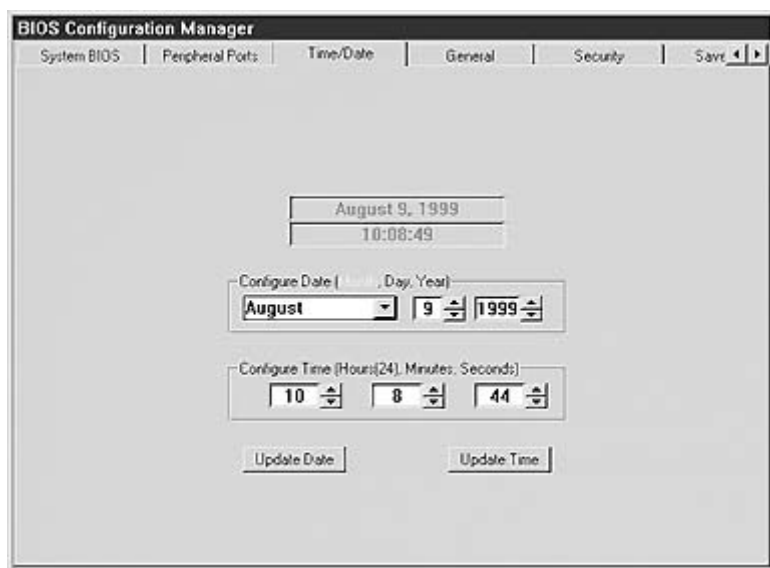 BIOS Configuration Manager
System BIOS Peripheral Ports Time/Date General Security Save
August 9, 1999
10:08:49
Configure Date (Month, Day, Year)
August 9 1999
Configure Time (Hours(24), Minutes, Seconds)
10 8 44
Update Date Update Time